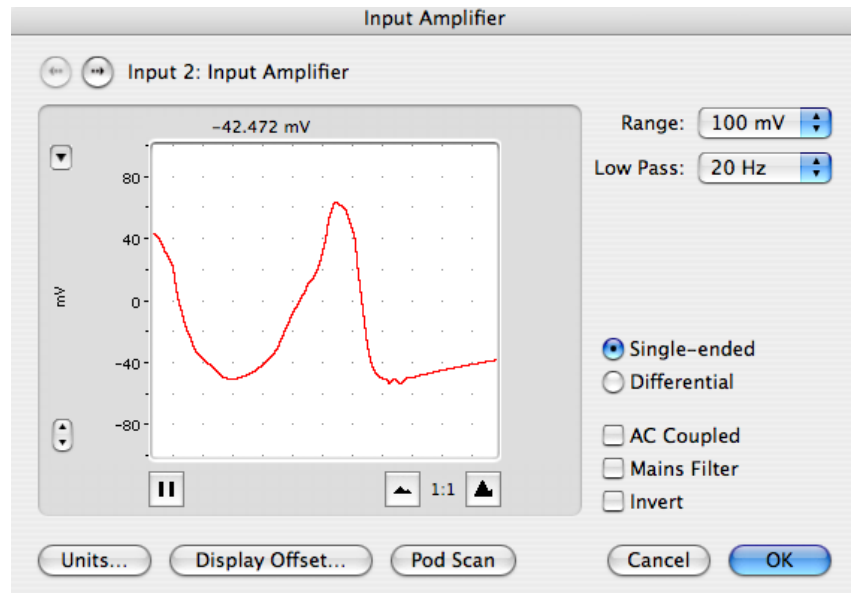 Input Amplifier
Input 2: Input Amplifier
−42.472 mV
Range: 100 mV
Low Pass: 20 Hz
80
40
0
−40
−80
mV
Single−ended
Differential
AC Coupled
Mains Filter
Invert
1:1
Units...
Display Offset...
Pod Scan
Cancel
OK